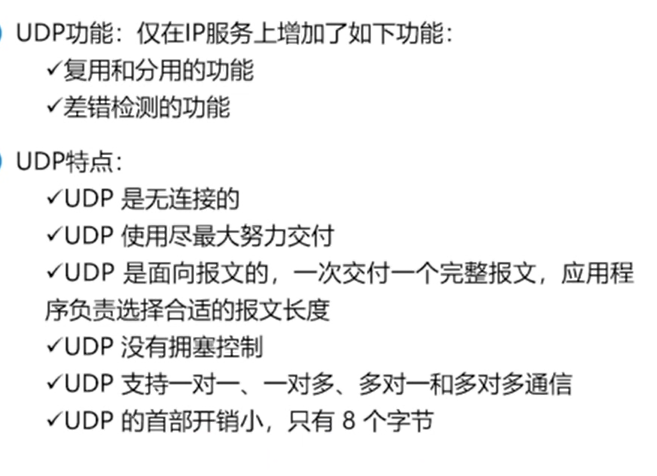 UDP功能：仅在IP服务上增加了如下功能：
✓复用和分用的功能
✓差错检测的功能
UDP特点：
✓UDP 是无连接的
✓UDP 使用尽最大努力交付
✓UDP 是面向报文的，一次交付一个完整报文，应用程
序负责选择合适的报文长度
✓UDP 没有拥塞控制
✓UDP 支持一对一、一对多、多对一和多对多通信
✓UDP 的首部开销小，只有 8 个字节